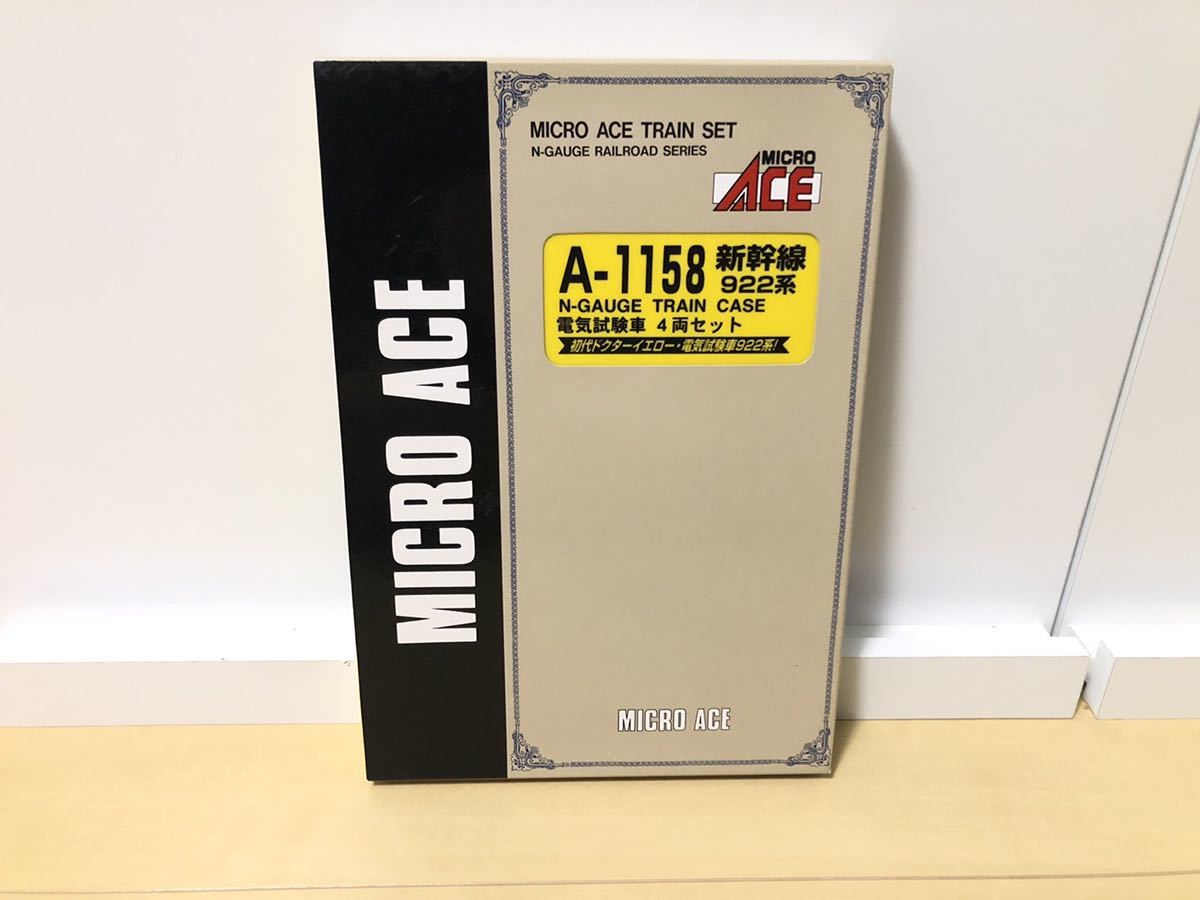 MICRO ACE
MICRO ACE TRAIN SET
N-GAUGE RAILROAD SERIES
MICRO
ACE
A-1158 新幹線
922系
N-GAUGE TRAIN CASE
電気試験車 4両セット
初代ドクターイエロー・電気試験車922系!
MICRO ACE